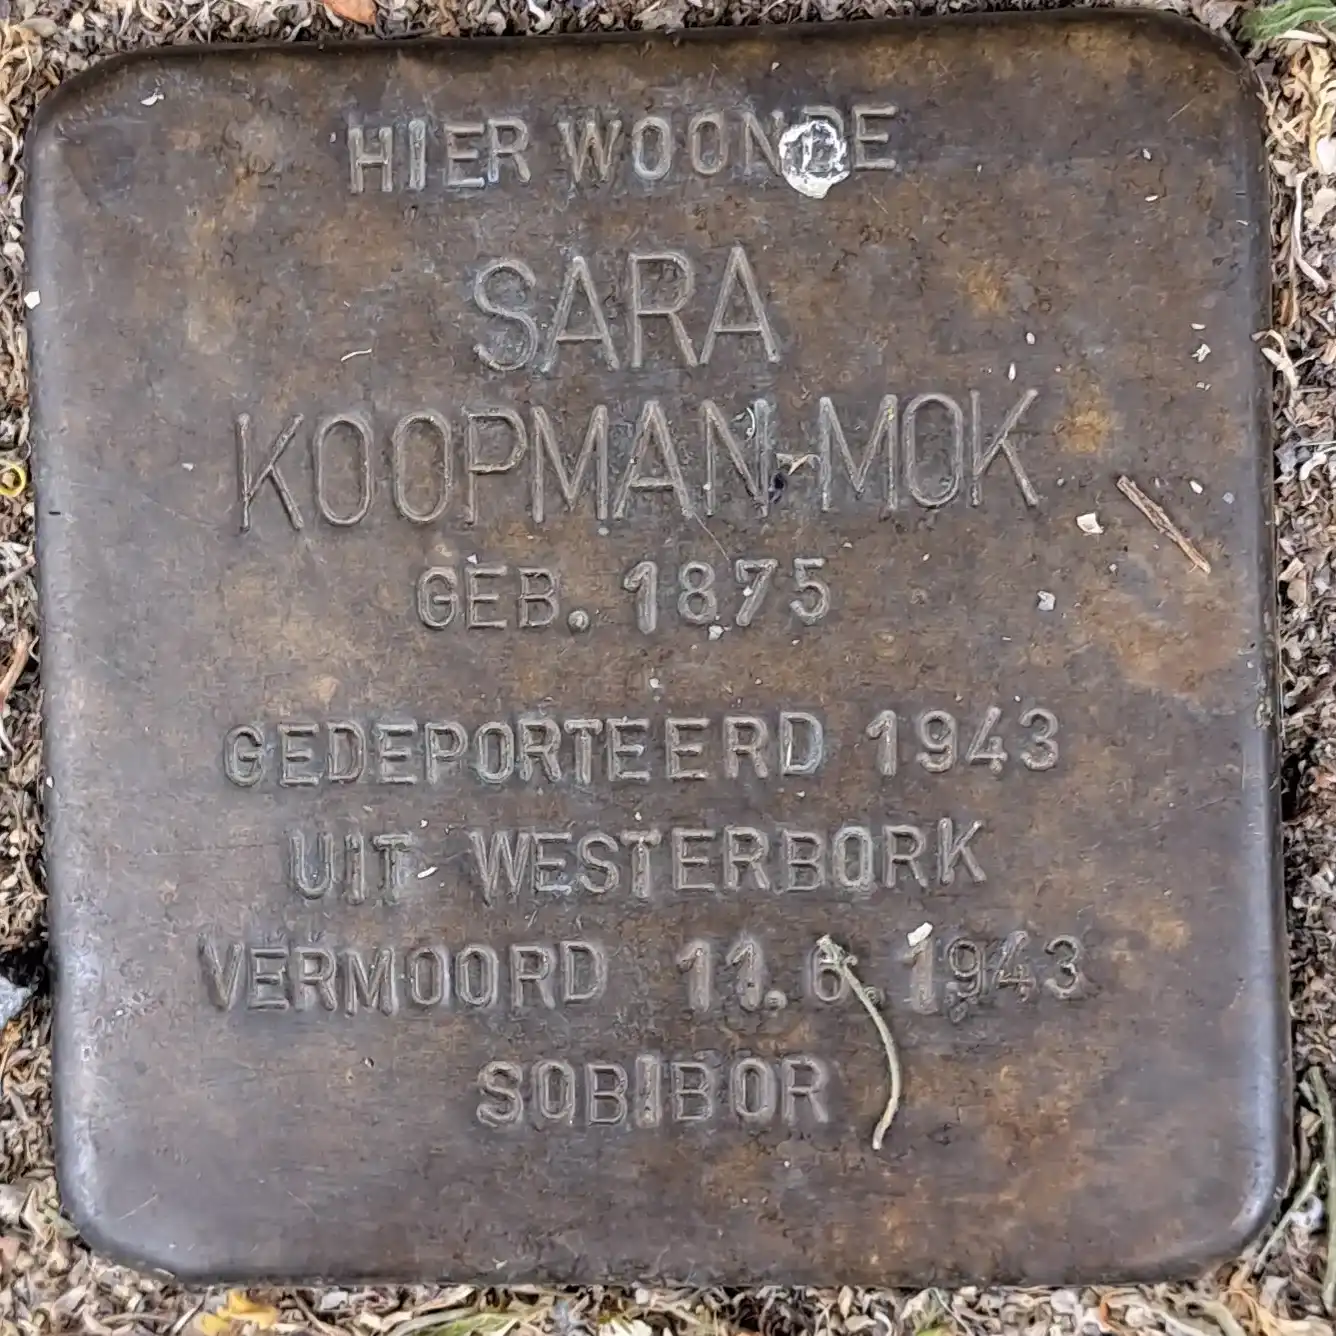 HIER WOONDE
SARA
KOOPMAN-MOK
GEB. 1875
GEDEPORTEERD 1943
UIT WESTERBORK
VERMOORD 11.6.1943
SOBIBOR